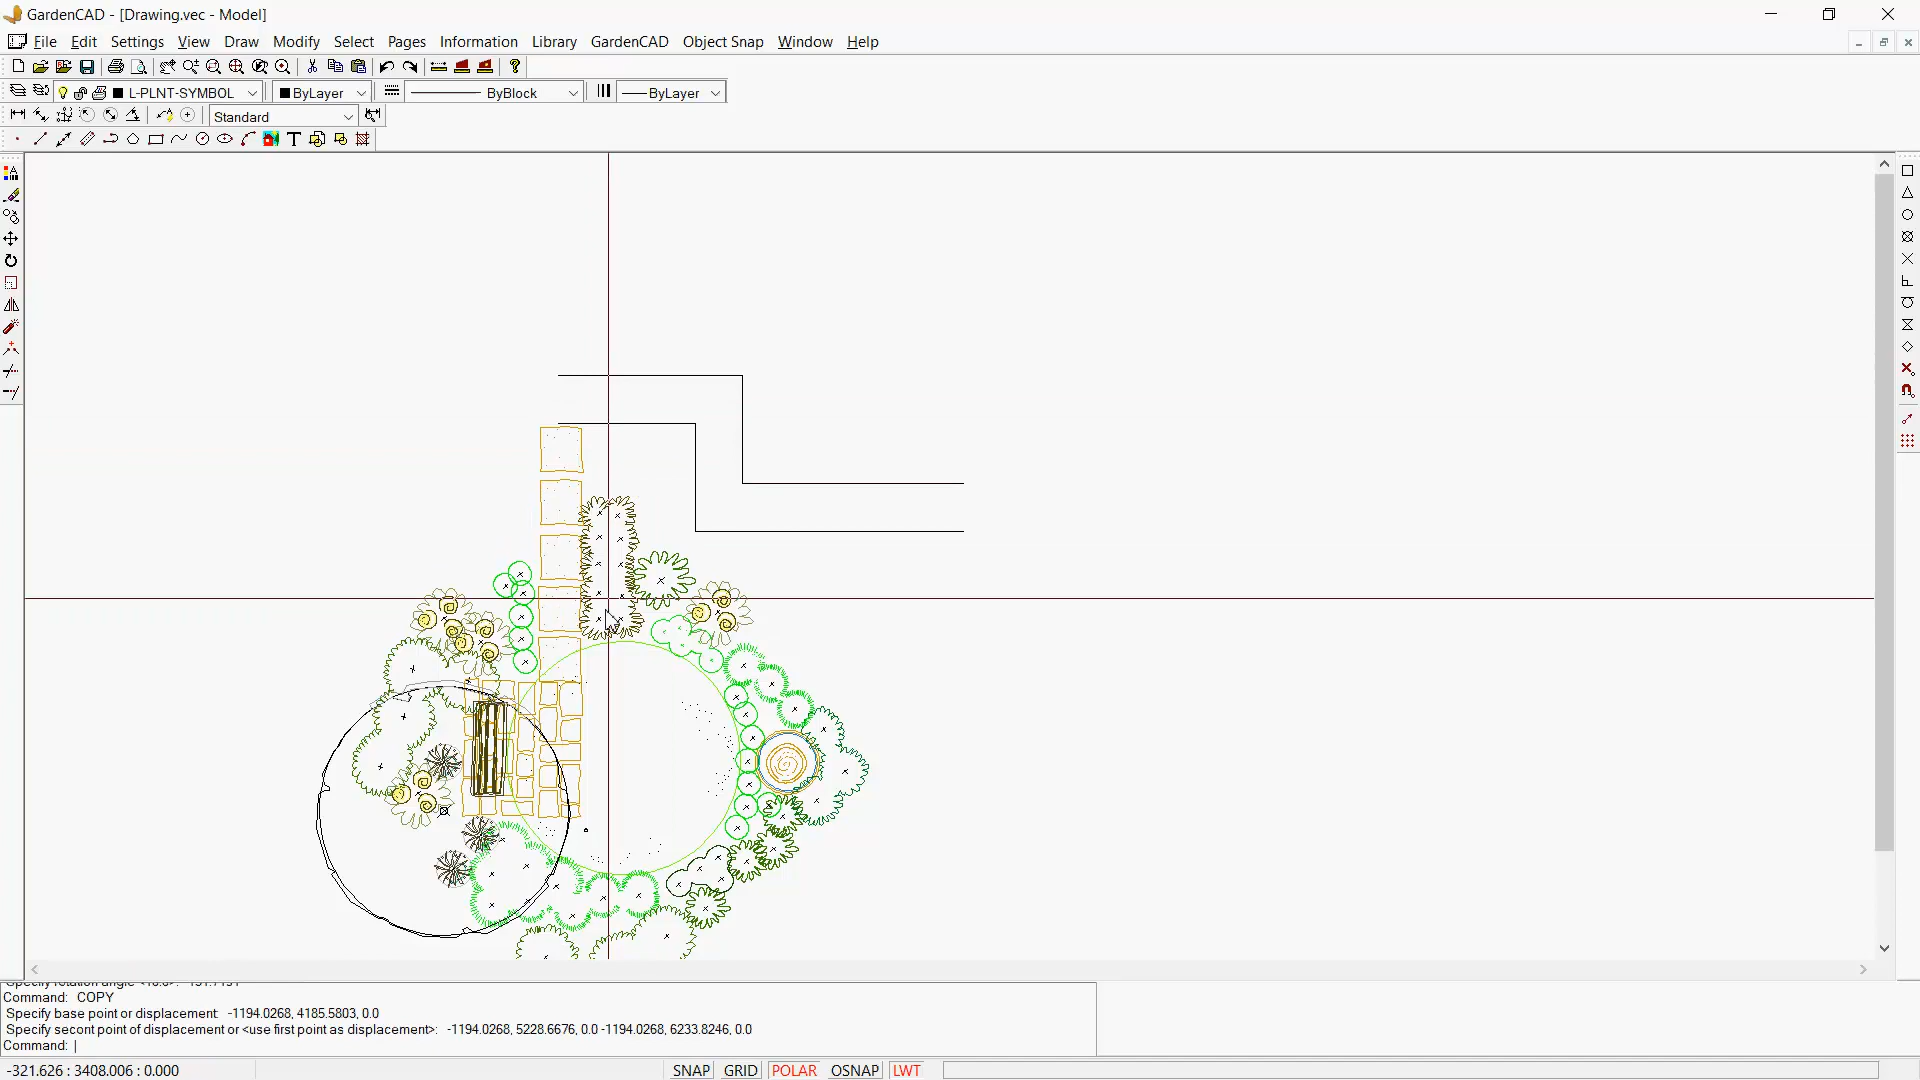 GardenCAD - [Drawing.vec - Model]
File Edit Settings View Draw Modify Select Pages Information Library GardenCAD Object Snap Window Help
L-PLNT-SYMBOL ByLayer ByBlock ByLayer
Standard
T
Command: COPY
Specify base point or displacement: -1194.0268, 4185.5803, 0.0
Specify secont point of displacement or <use first point as displacement>: -1194.0268, 5228.6676, 0.0 -1194.0268, 6233.8246, 0.0
Command:
-321.626 : 3408.006 : 0.000 SNAP GRID POLAR OSNAP LWT